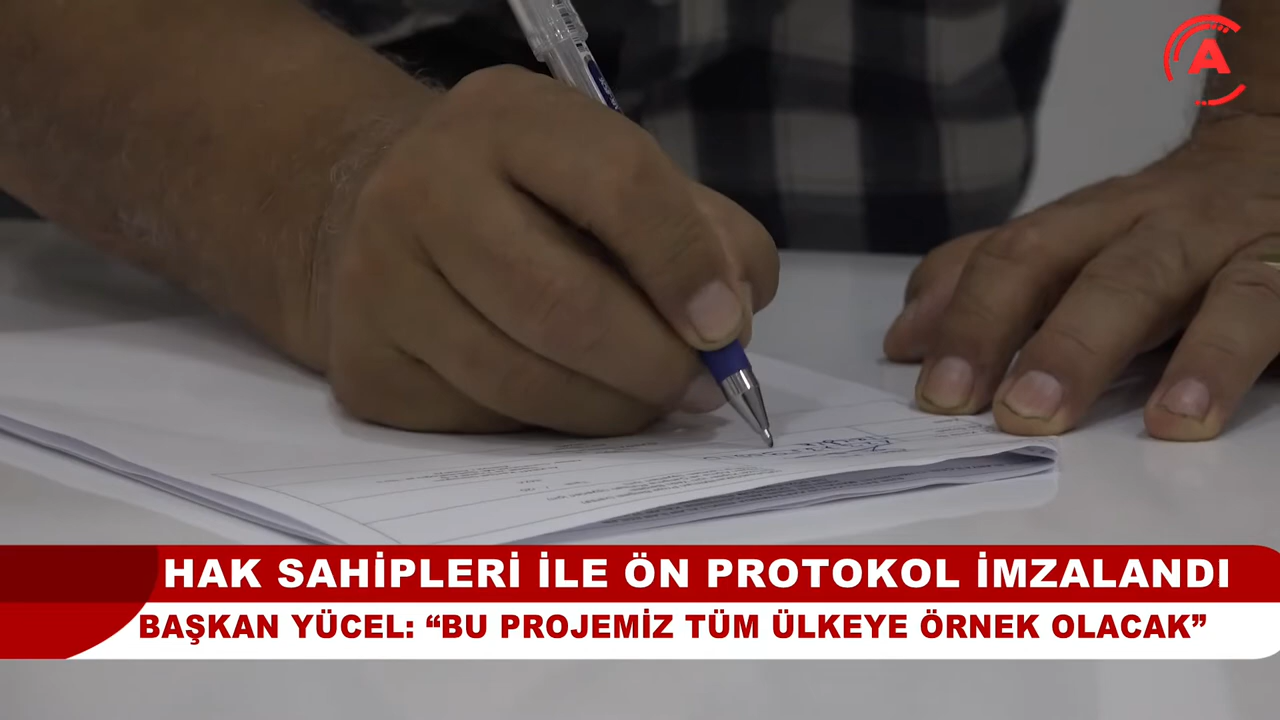 A
HAK SAHİPLERİ İLE ÖN PROTOKOL İMZALANDI
BAŞKAN YÜCEL: “BU PROJEMİZ TÜM ÜLKEYE ÖRNEK OLACAK”